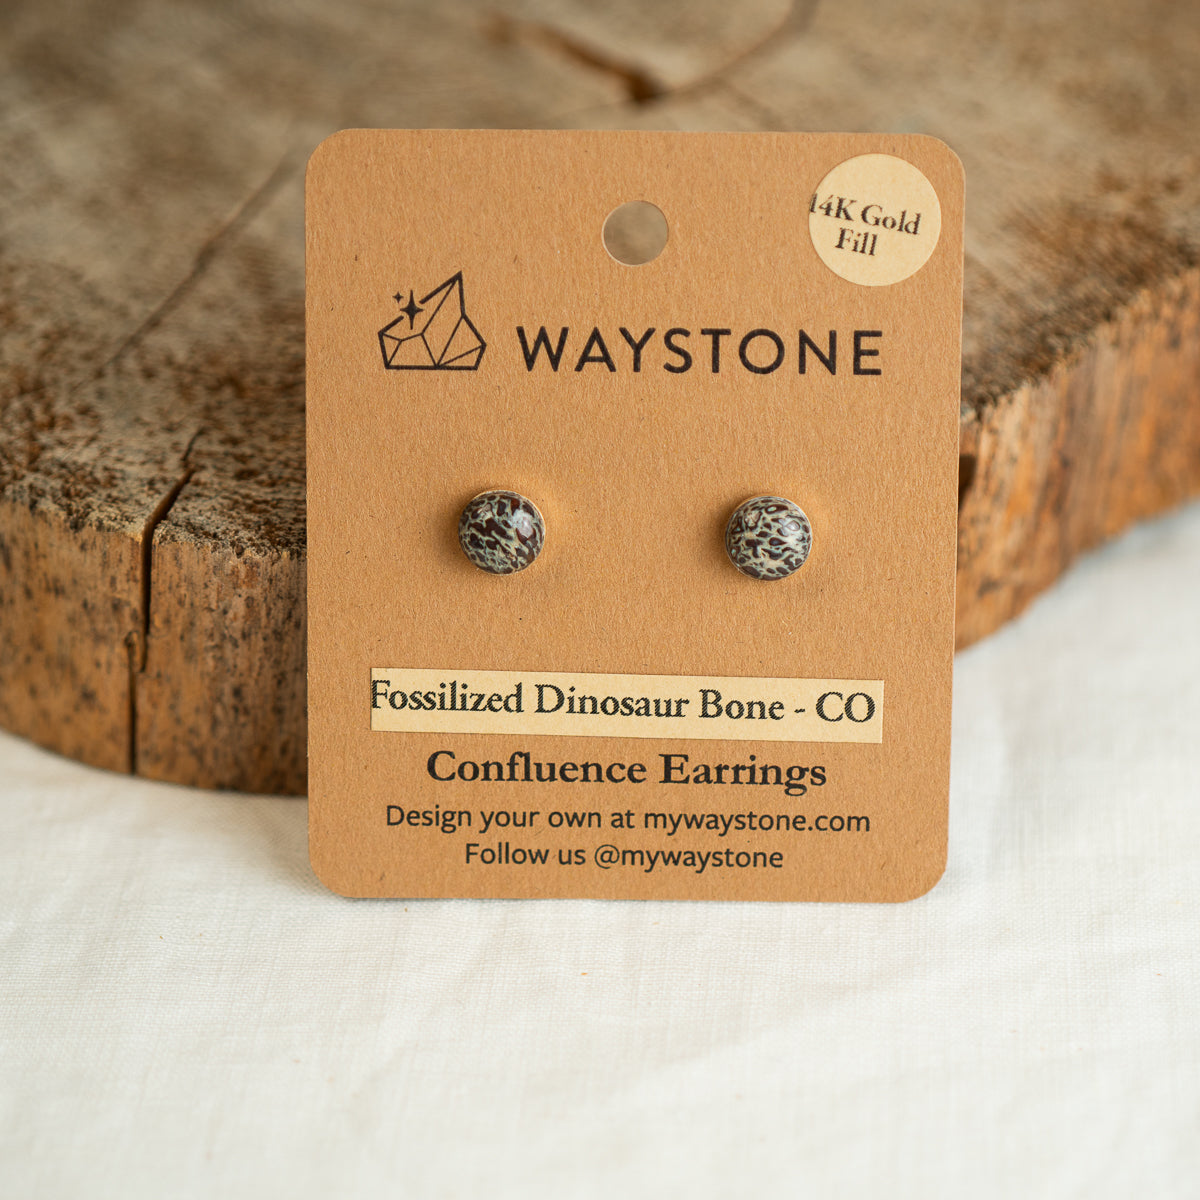 14K Gold
Fill
WAYSTONE
Fossilized Dinosaur Bone - CO
Confluence Earrings
Design your own at mywaystone.com
Follow us @mywaystone